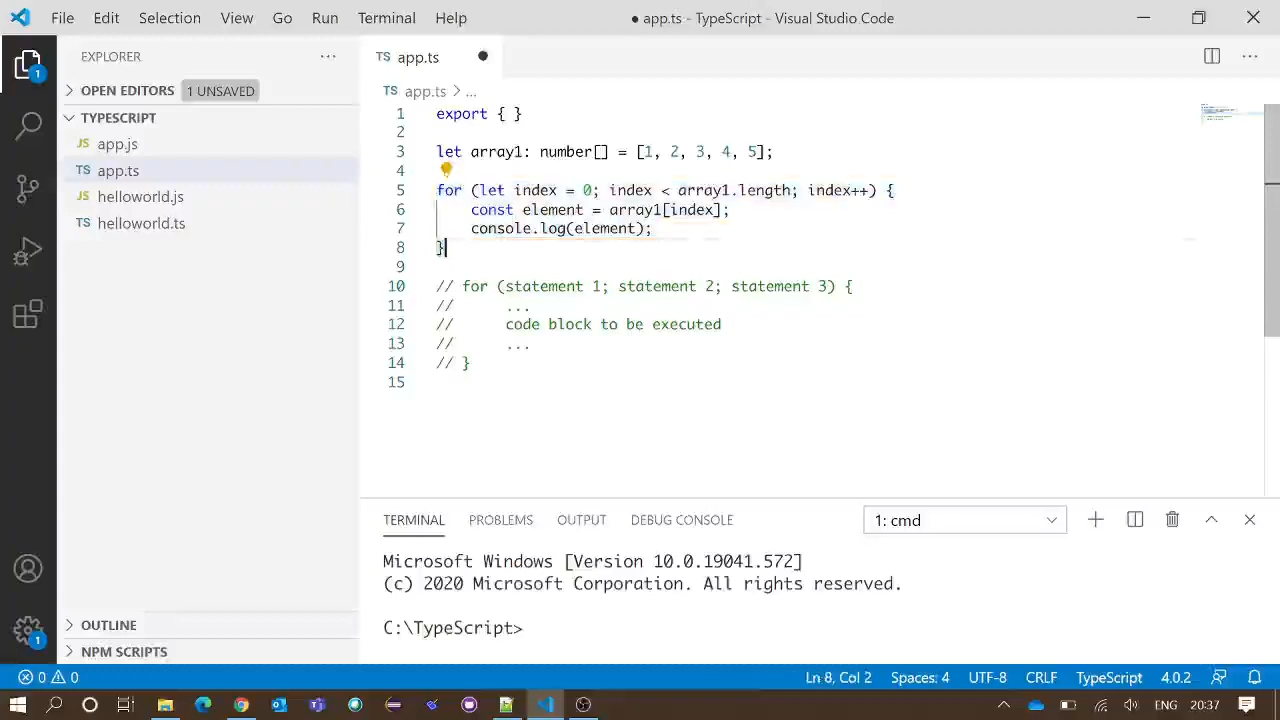 File Edit Selection View Go Run Terminal Help ● app.ts - TypeScript - Visual Studio Code
EXPLORER ...
OPEN EDITORS 1 UNSAVED
TYPESCRIPT
JS app.js
TS app.ts
JS helloworld.js
TS helloworld.ts
OUTLINE
NPM SCRIPTS
1
1
TS app.ts ●
TS app.ts > ...
1 export { }
2
3 let array1: number[] = [1, 2, 3, 4, 5];
4
5 for (let index = 0; index < array1.length; index++) {
6     const element = array1[index];
7     console.log(element);
8 }
9
10 // for (statement 1; statement 2; statement 3) {
11 //      ...
12 //      code block to be executed
13 //      ...
14 // }
15
TERMINAL PROBLEMS OUTPUT DEBUG CONSOLE 1: cmd
Microsoft Windows [Version 10.0.19041.572]
(c) 2020 Microsoft Corporation. All rights reserved.
C:\TypeScript>
0 0 Ln 8, Col 2 Spaces: 4 UTF-8 CRLF TypeScript 4.0.2
ENG 20:37